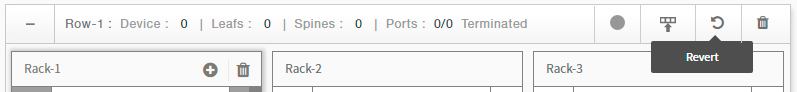 Row-1 : Device : 0 | Leafs : 0 | Spines : 0 | Ports : 0/0 Terminated
Revert
Rack-1 Rack-2 Rack-3